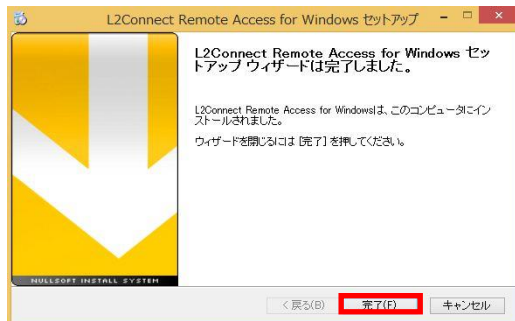 L2Connect Remote Access for Windows セットアップ
L2Connect Remote Access for Windows セッ
トアップ ウィザードは完了しました。
L2Connect Remote Access for Windowsは、このコンピュータにイン
ストールされました。
ウィザードを閉じるには [完了] を押してください。
NULLSOFT INSTALL SYSTEM
< 戻る(B)
完了(F)
キャンセル